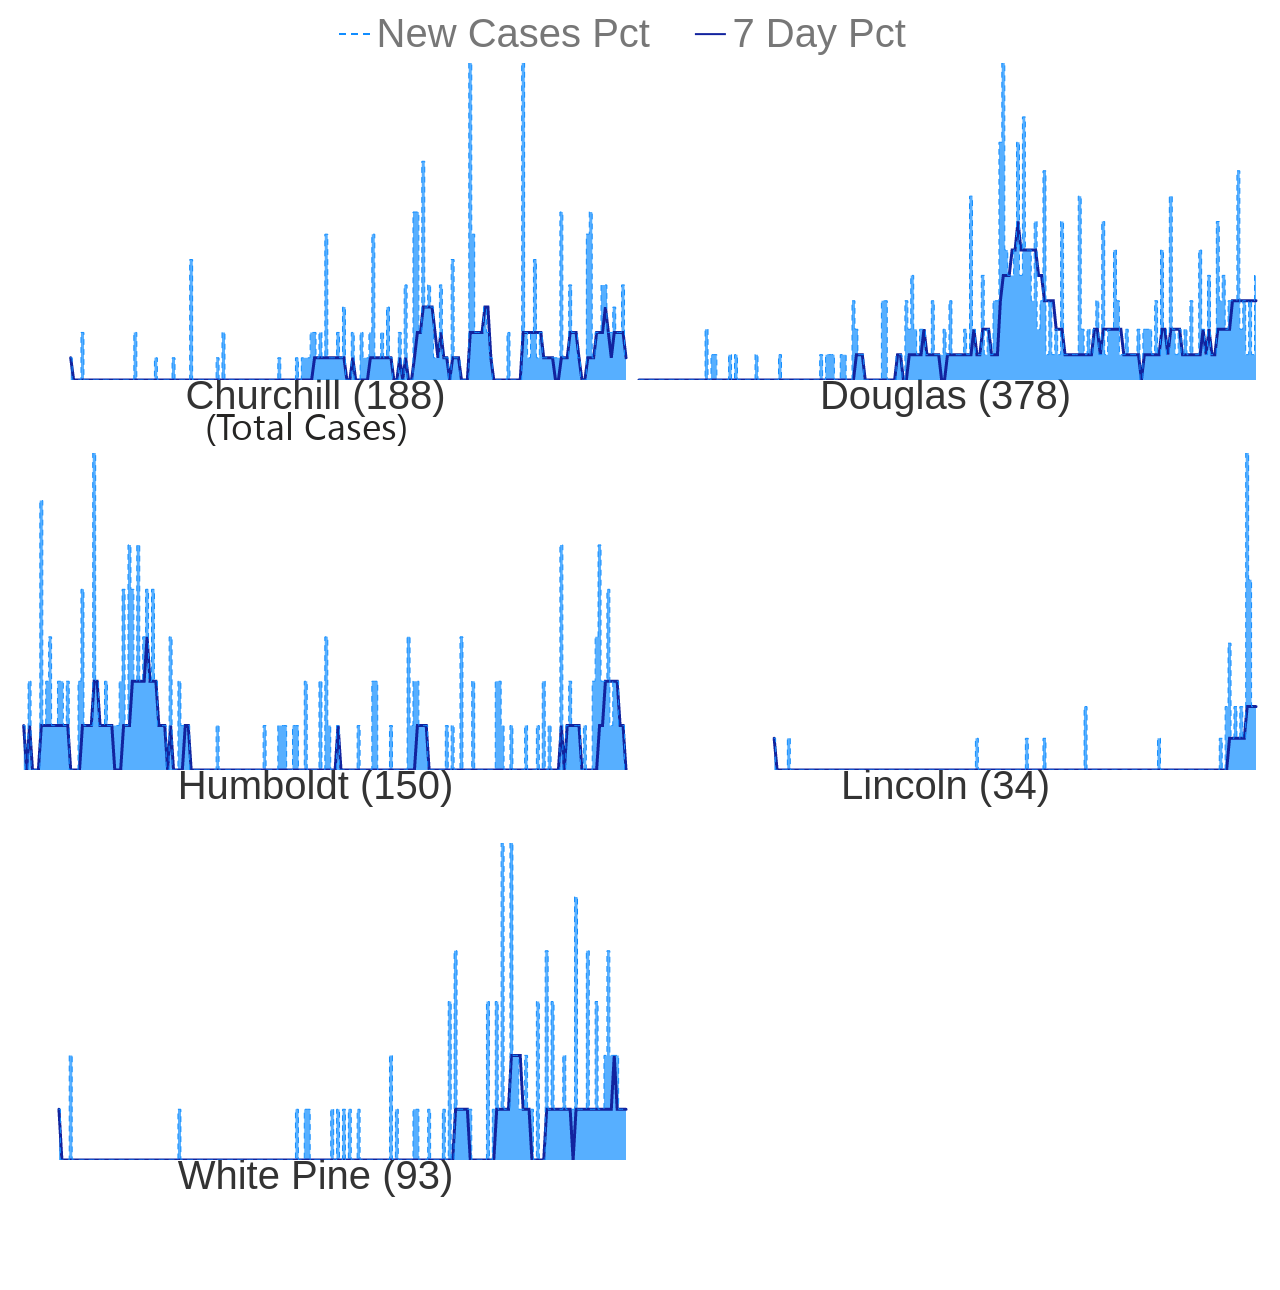 New Cases Pct 7 Day Pct
Churchill (188)
(Total Cases)
Douglas (378)
Humboldt (150)
Lincoln (34)
White Pine (93)